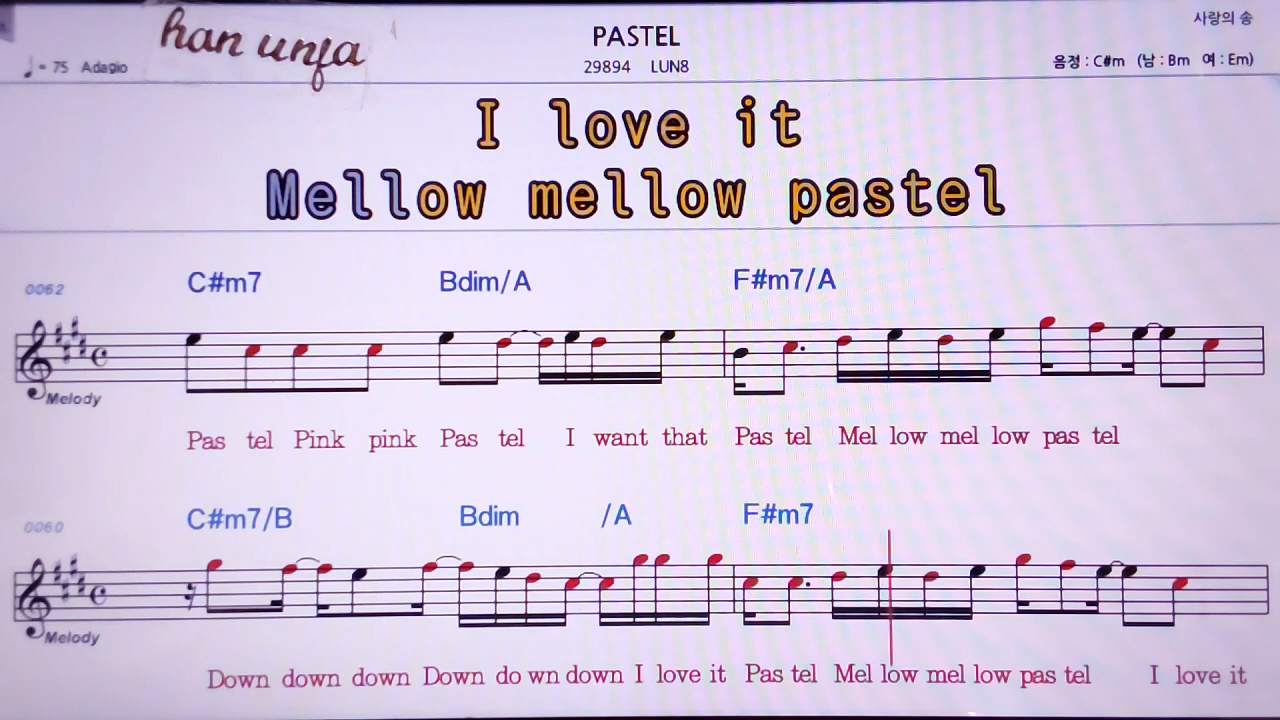 han unja
PASTEL
사랑의 송
♩= 75 Adagio
29894 LUN8
음정 : C#m (남 : Bm 여 : Em)
I love it
Mellow mellow pastel
0062
C#m7 Bdim/A F#m7/A
Melody
Pas tel Pink pink Pas tel I want that Pas tel Mel low mel low pas tel
0060
C#m7/B Bdim /A F#m7
Melody
Down down down Down do wn down I love it Pas tel Mel low mel low pas tel I love it